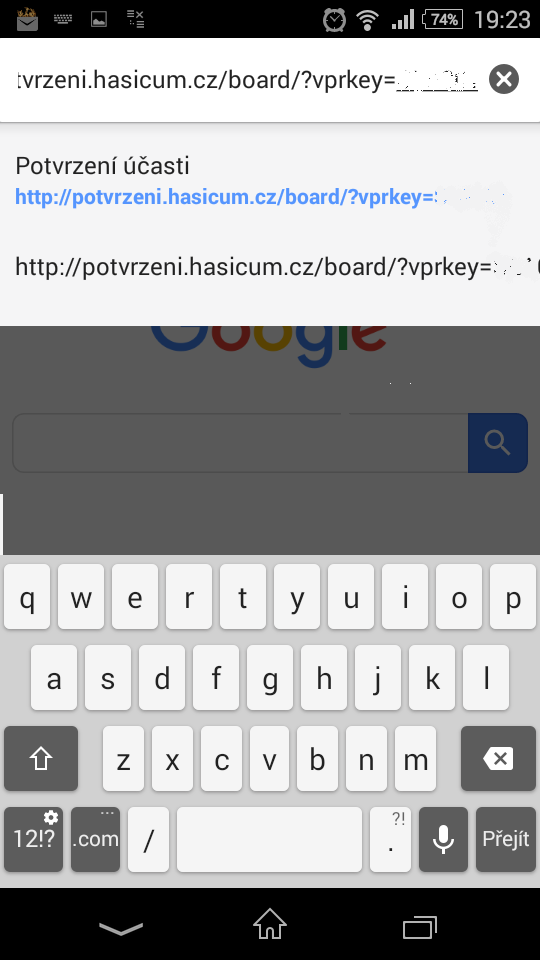 74%
19:23
tvrzeni.hasicum.cz/board/?vprkey=
Potvrzení účasti
http://potvrzeni.hasicum.cz/board/?vprkey=
http://potvrzeni.hasicum.cz/board/?vprkey=
Google
q w e r t y u i o p
a s d f g h j k l
z x c v b n m
?!
12!? .com / . Přejít